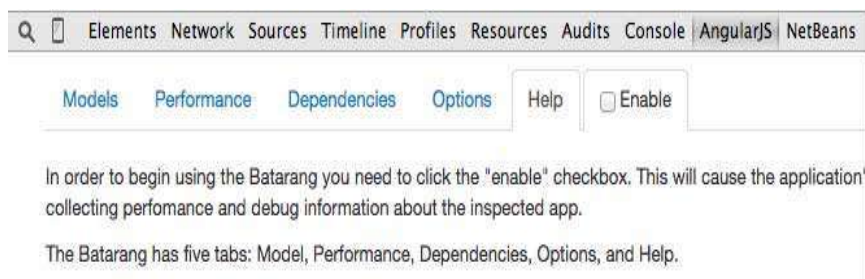 Elements Network Sources Timeline Profiles Resources Audits Console AngularJS NetBeans
Models Performance Dependencies Options Help Enable
In order to begin using the Batarang you need to click the "enable" checkbox. This will cause the application'
collecting perfomance and debug information about the inspected app.
The Batarang has five tabs: Model, Performance, Dependencies, Options, and Help.